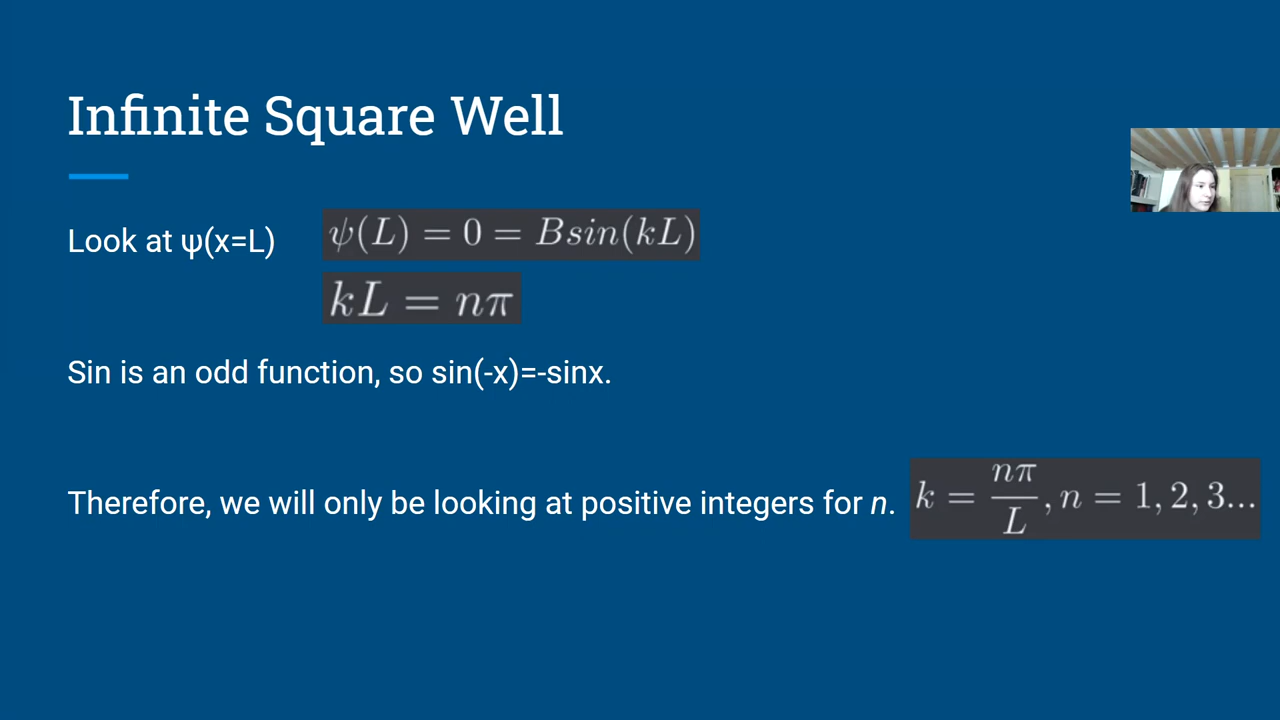 Infinite Square Well
Look at ψ(x=L)
ψ(L) = 0 = Bsin(kL)
kL = nπ
Sin is an odd function, so sin(-x)=-sinx.
Therefore, we will only be looking at positive integers for n.
k = nπ/L, n = 1, 2, 3...